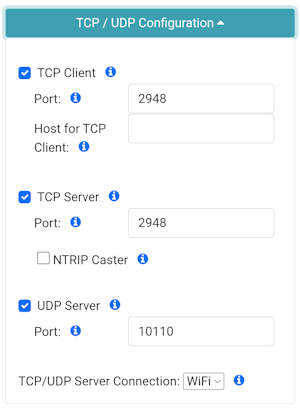 TCP / UDP Configuration
TCP Client
Port: 2948
Host for TCP
Client:
TCP Server
Port: 2948
NTRIP Caster
UDP Server
Port: 10110
TCP/UDP Server Connection: WiFi